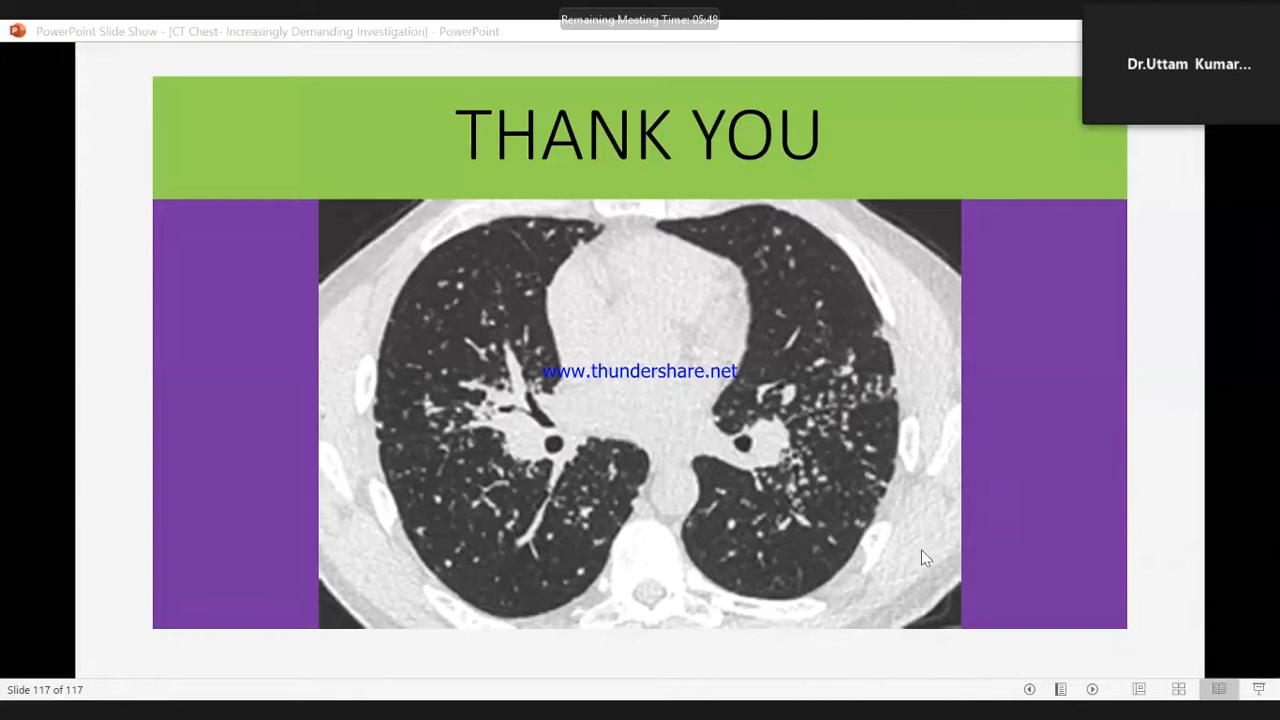 Remaining Meeting Time: 05:48
PowerPoint Slide Show - [CT Chest- Increasingly Demanding Investigation] - PowerPoint
Dr.Uttam Kumar...
THANK YOU
www.thundershare.net
Slide 117 of 117